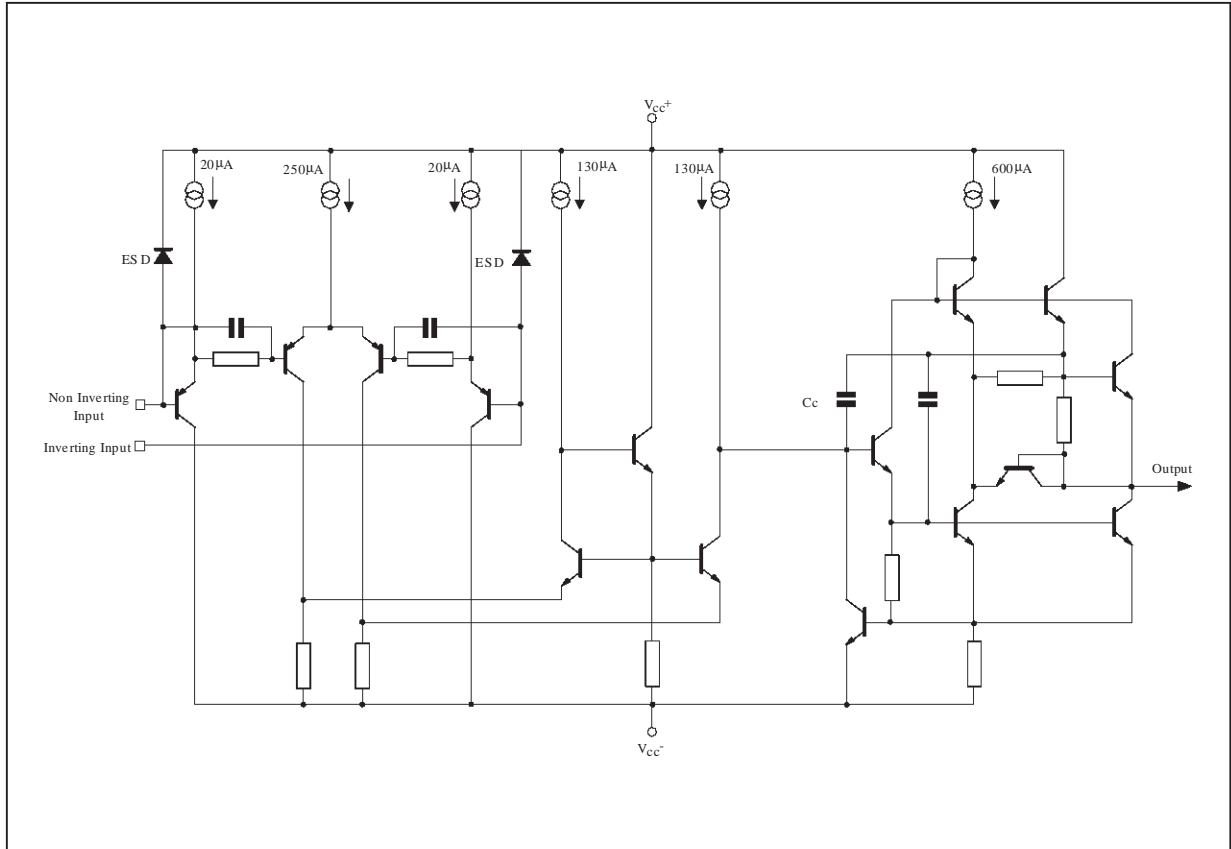 Vcc+
20µA
250µA
20µA
130µA
130µA
600µA
ESD
ESD
Non Inverting
Input
Inverting Input
Cc
Output
Vcc-